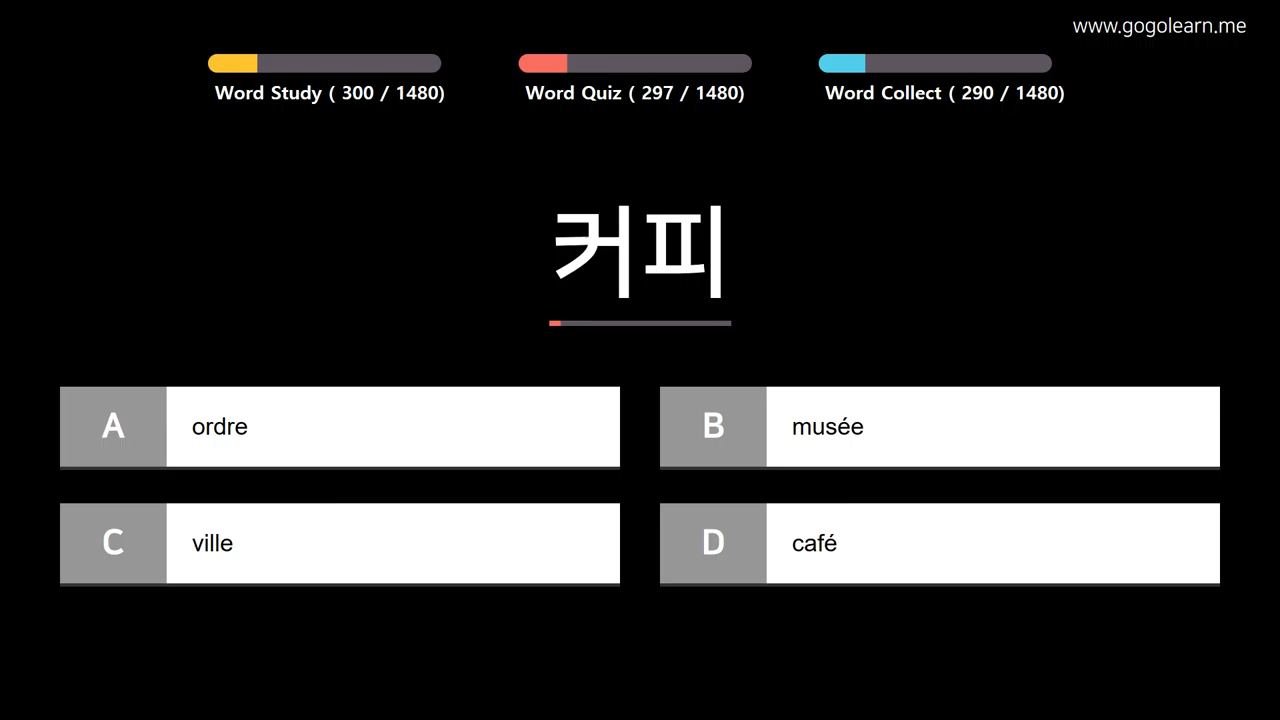 www.gogolearn.me
Word Study ( 300 / 1480)
Word Quiz ( 297 / 1480)
Word Collect ( 290 / 1480)
커피
A ordre
B musée
C ville
D café